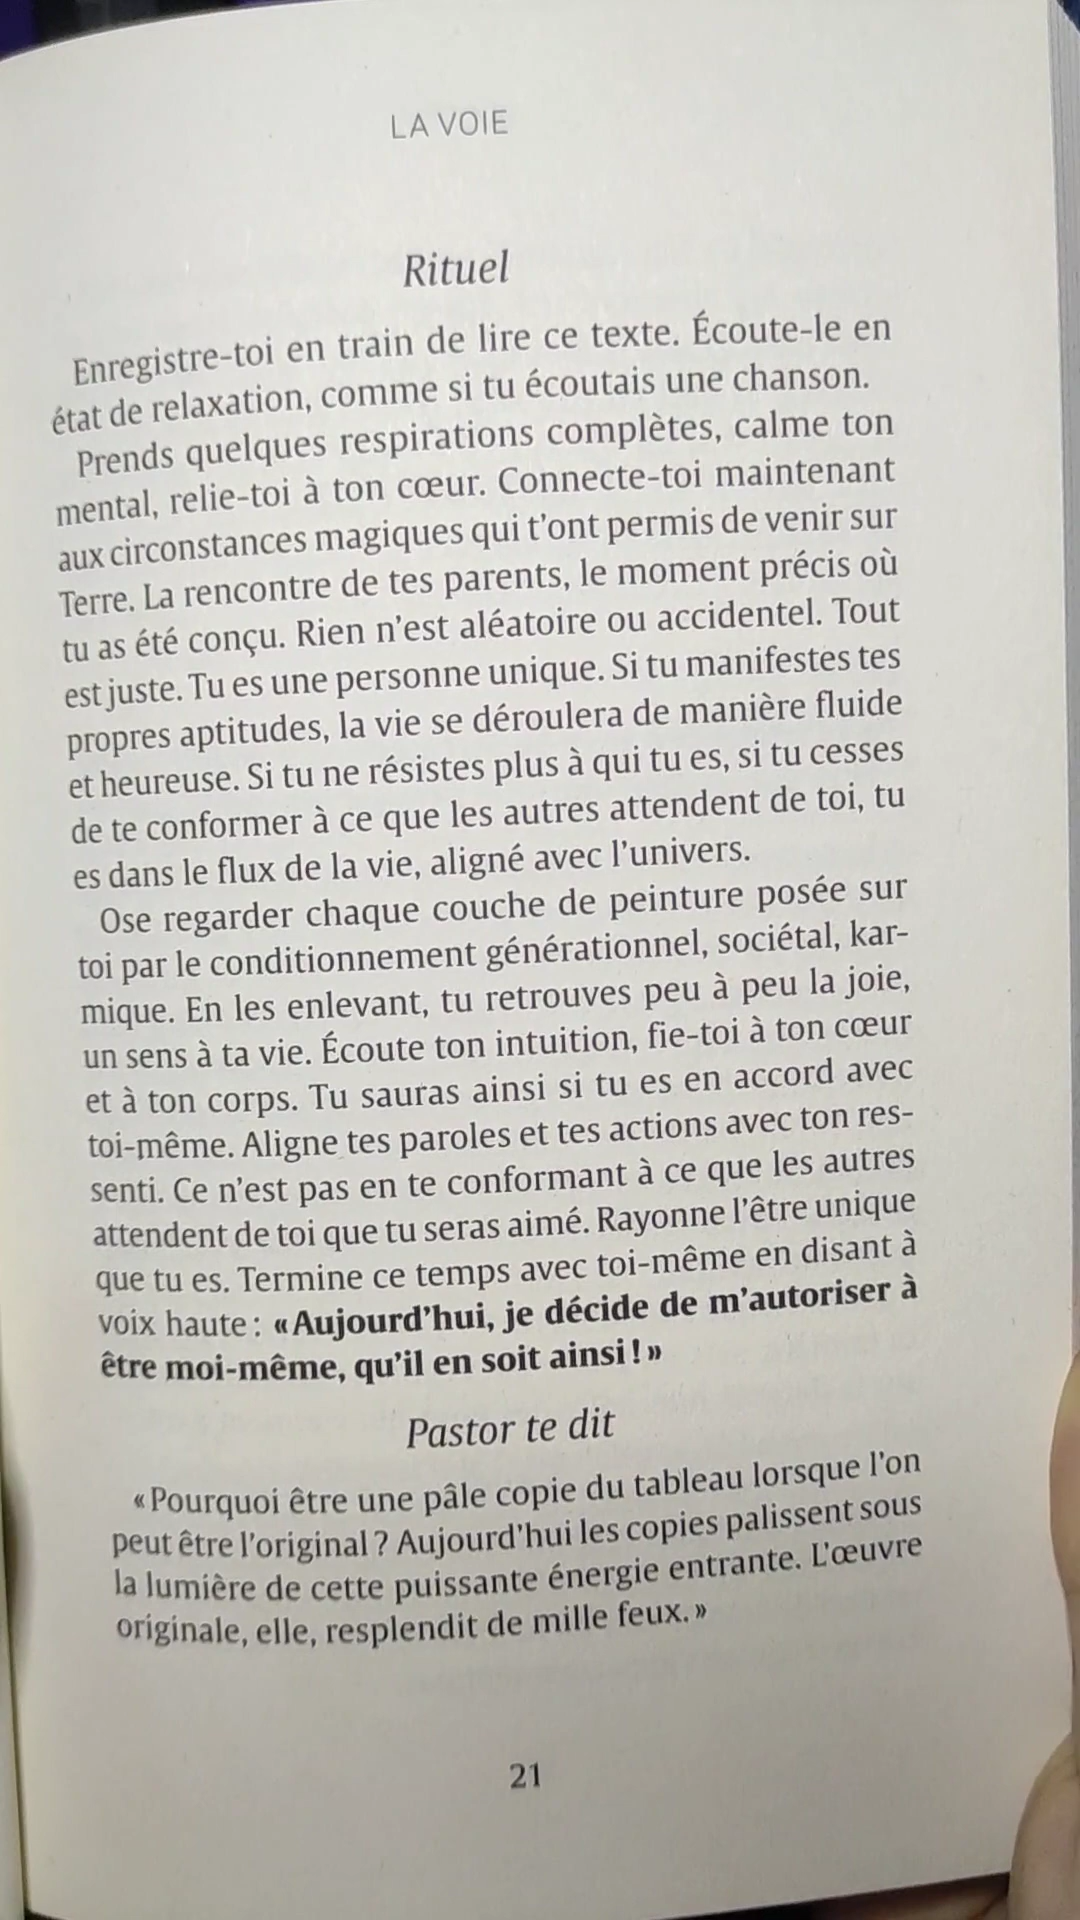 LA VOIE
Rituel
Enregistre-toi en train de lire ce texte. Écoute-le en
état de relaxation, comme si tu écoutais une chanson.
Prends quelques respirations complètes, calme ton
mental, relie-toi à ton cœur. Connecte-toi maintenant
aux circonstances magiques qui t'ont permis de venir sur
Terre. La rencontre de tes parents, le moment précis où
tu as été conçu. Rien n'est aléatoire ou accidentel. Tout
est juste. Tu es une personne unique. Si tu manifestes tes
propres aptitudes, la vie se déroulera de manière fluide
et heureuse. Si tu ne résistes plus à qui tu es, si tu cesses
de te conformer à ce que les autres attendent de toi, tu
es dans le flux de la vie, aligné avec l'univers.
Ose regarder chaque couche de peinture posée sur
toi par le conditionnement générationnel, sociétal, kar-
mique. En les enlevant, tu retrouves peu à peu la joie,
un sens à ta vie. Écoute ton intuition, fie-toi à ton cœur
et à ton corps. Tu sauras ainsi si tu es en accord avec
toi-même. Aligne tes paroles et tes actions avec ton res-
senti. Ce n'est pas en te conformant à ce que les autres
attendent de toi que tu seras aimé. Rayonne l'être unique
que tu es. Termine ce temps avec toi-même en disant à
voix haute : « Aujourd'hui, je décide de m'autoriser à
être moi-même, qu'il en soit ainsi ! »
Pastor te dit
« Pourquoi être une pâle copie du tableau lorsque l'on
peut être l'original ? Aujourd'hui les copies palissent sous
la lumière de cette puissante énergie entrante. L'œuvre
originale, elle, resplendit de mille feux. »
21